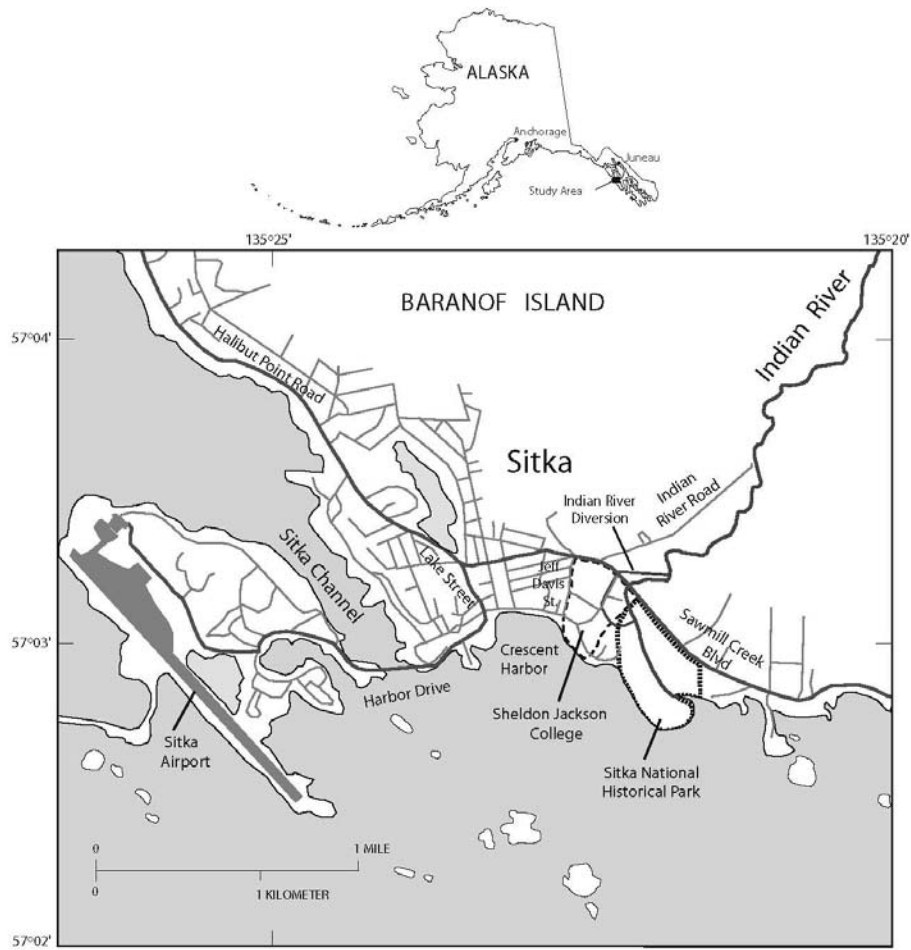 ALASKA
Anchorage
Juneau
Study Area
135°25'
135°20'
BARANOF ISLAND
57°04'
Halibut Point Road
Indian River
Sitka
Indian River
Diversion
Indian
River Road
Sitka Channel
Lake Street
Jeff
Davis
St.
57°03'
Sawmill Creek
Blvd
Crescent
Harbor
Harbor Drive
Sheldon Jackson
College
Sitka
Airport
Sitka National
Historical Park
0
1 MILE
0
1 KILOMETER
57°02'